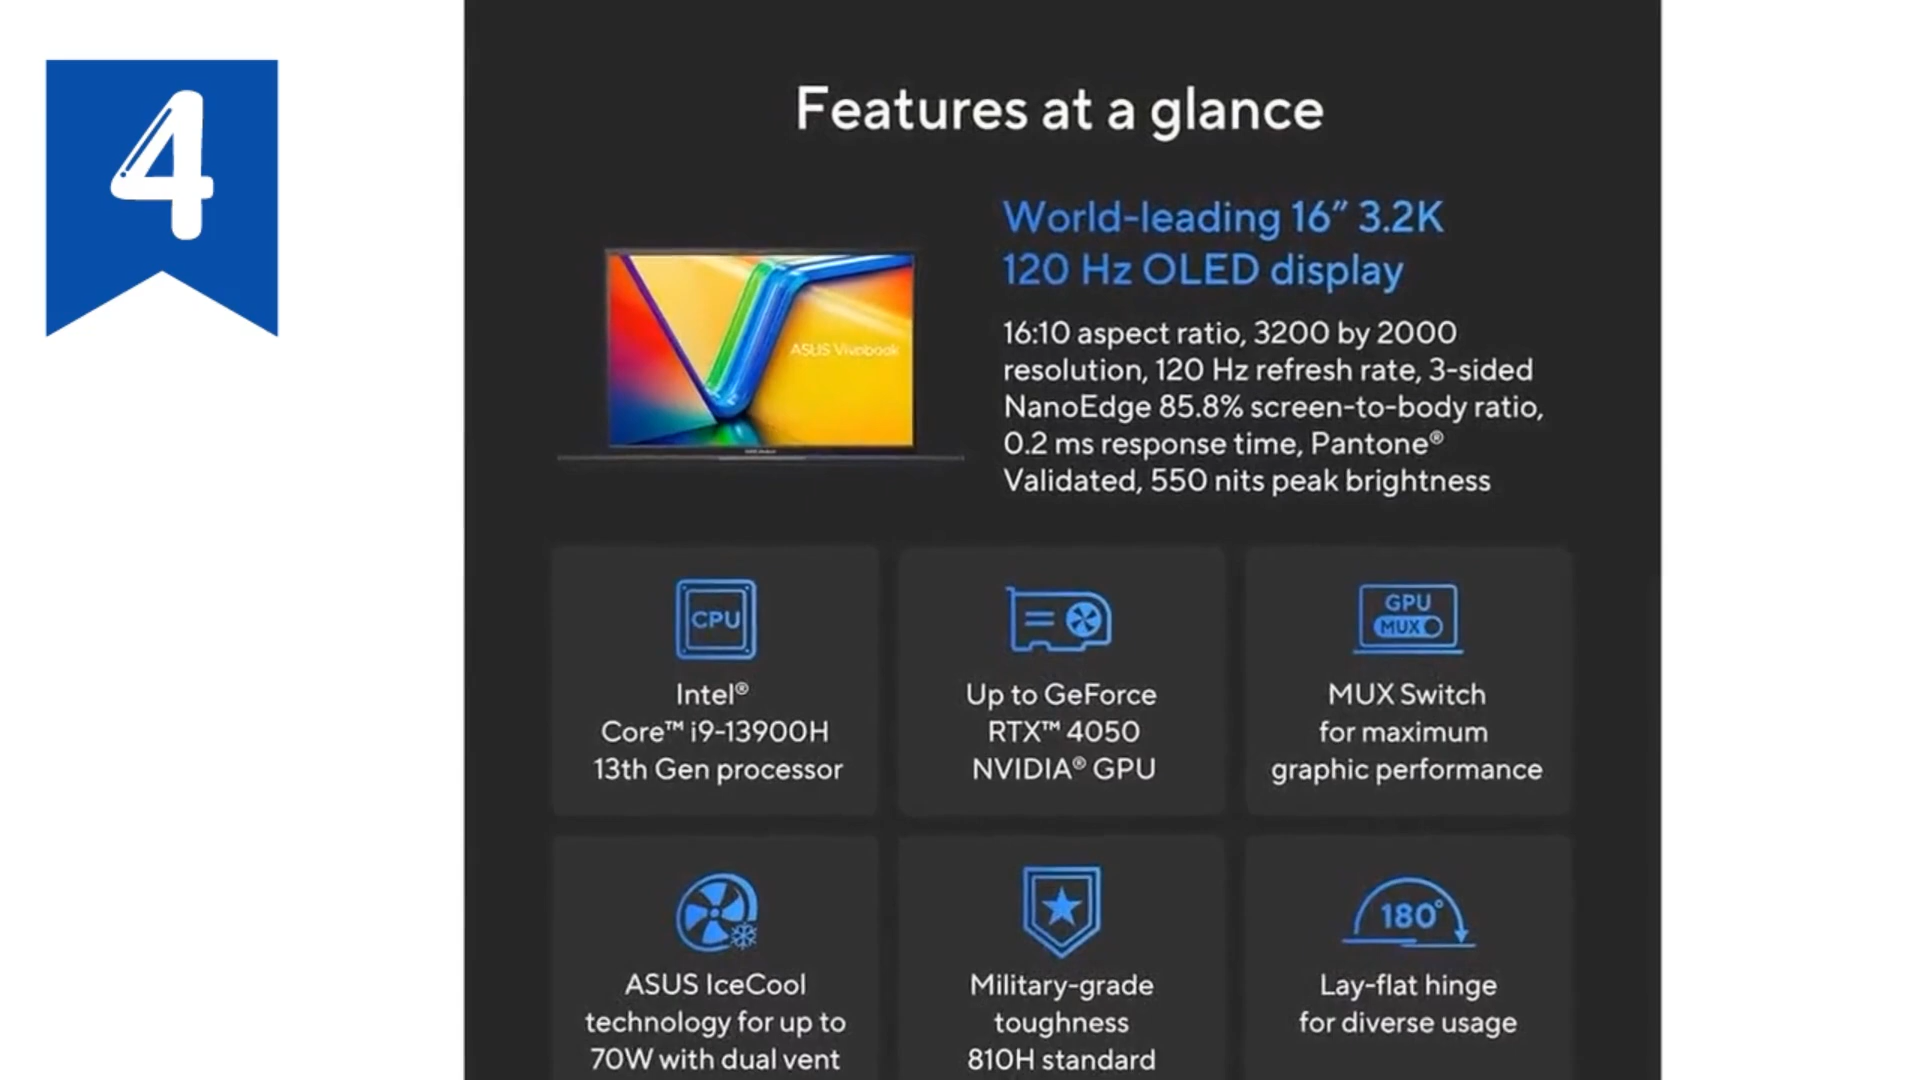 4
Features at a glance
World-leading 16″ 3.2K
120 Hz OLED display
16:10 aspect ratio, 3200 by 2000
resolution, 120 Hz refresh rate, 3-sided
NanoEdge 85.8% screen-to-body ratio,
0.2 ms response time, Pantone®
Validated, 550 nits peak brightness
ASUS Vivobook
CPU
Intel®
Core™ i9-13900H
13th Gen processor
Up to GeForce
RTX™ 4050
NVIDIA® GPU
GPU
MUX
MUX Switch
for maximum
graphic performance
ASUS IceCool
technology for up to
70W with dual vent
Military-grade
toughness
810H standard
180°
Lay-flat hinge
for diverse usage